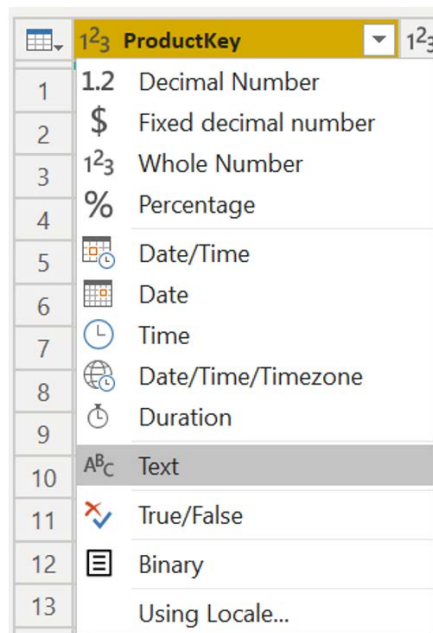 1²3 ProductKey 1²3
1 1.2 Decimal Number
2 $ Fixed decimal number
3 1²3 Whole Number
4 % Percentage
5 Date/Time
6 Date
7 Time
8 Date/Time/Timezone
9 Duration
10 ABC Text
11 True/False
12 Binary
13 Using Locale...